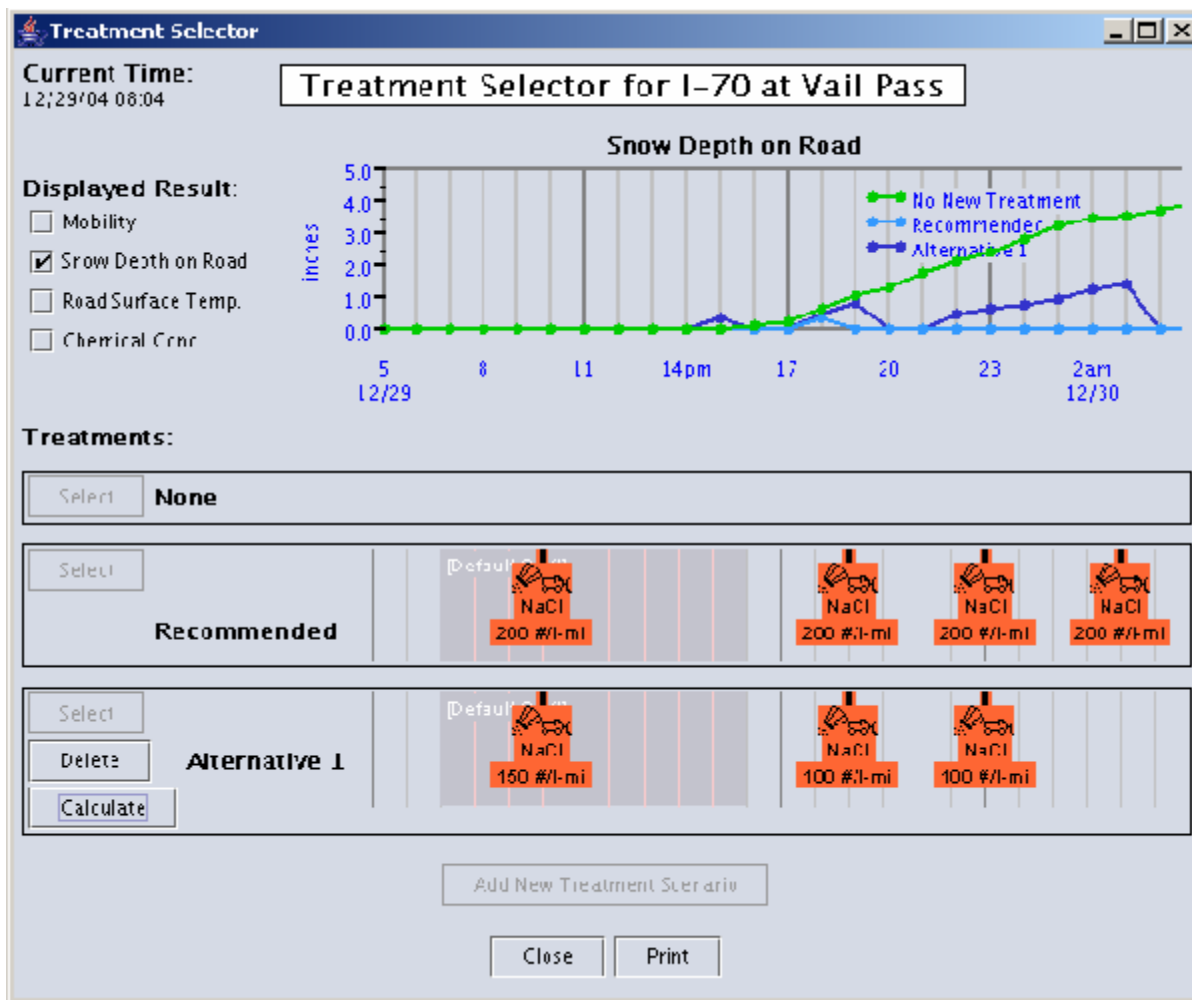 Treatment Selector
Current Time:
12/29/04 08:04
Treatment Selector for I-70 at Vail Pass
Snow Depth on Road
Displayed Result:
Mobility
Snow Depth on Road
Road Surface Temp.
Chemical Conc
inches
5.0
4.0
3.0
2.0
1.0
0.0
No New Treatment
Recommended
Alternative 1
5 8 11 14pm 17 20 23 2am
12/29 12/30
Treatments:
Select None
Select
[Default
Recommended
NaCl NaCl NaCl NaCl
200 #/l-mi 200 #/l-mi 200 #/l-mi 200 #/l-mi
Select
[Default
Delete
Alternative 1
Calculate
NaCl NaCl NaCl
150 #/l-mi 100 #/l-mi 100 #/l-mi
Add New Treatment Scenario
Close Print